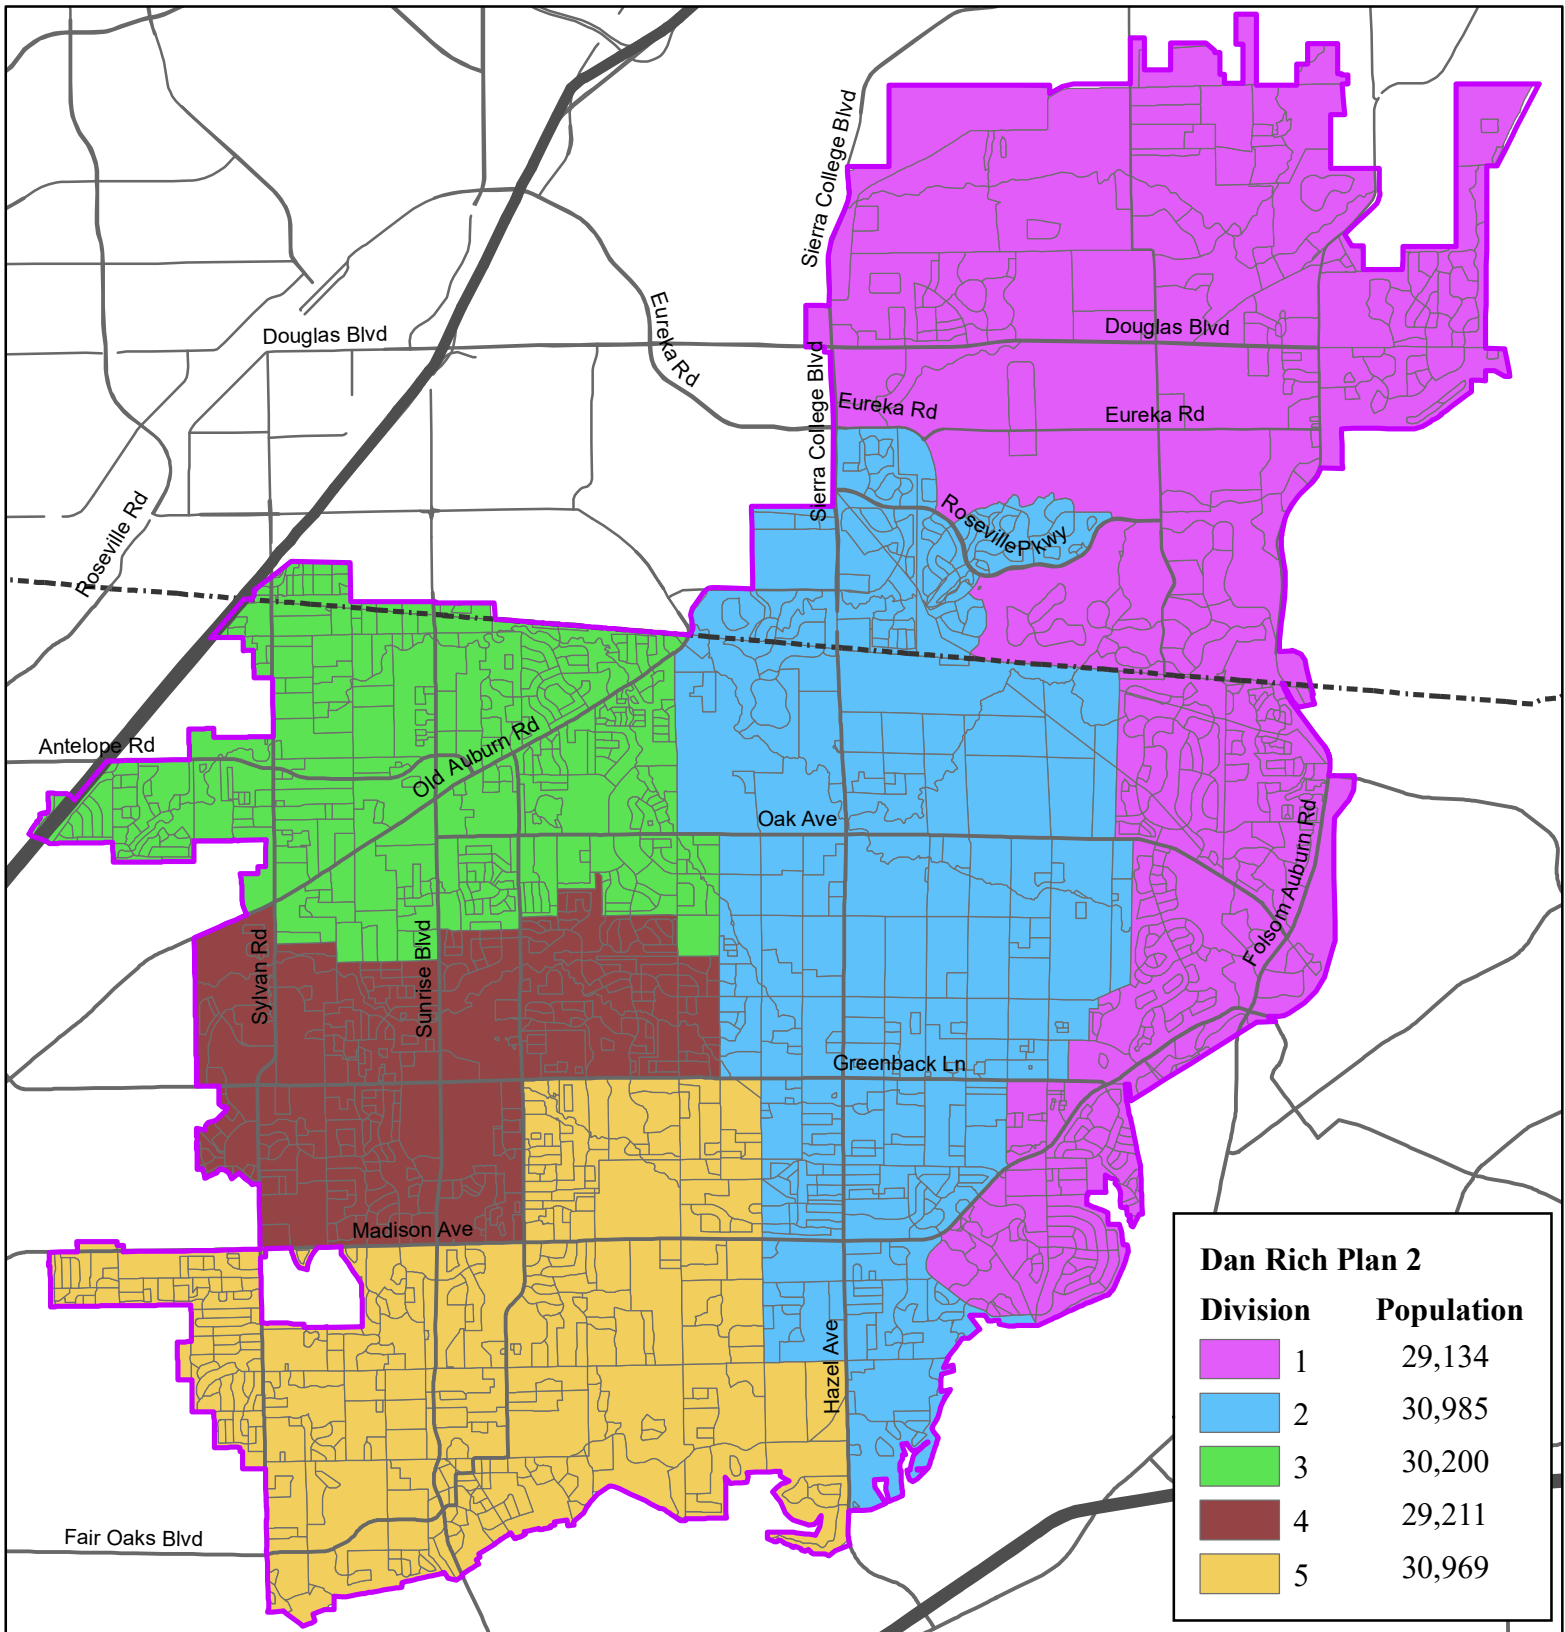 Sierra College Blvd
Douglas Blvd
Eureka Rd
Douglas Blvd
Sierra College Blvd
Eureka Rd
Eureka Rd
Roseville Rd
Roseville Pkwy
Antelope Rd
Old Auburn Rd
Oak Ave
Folsom Auburn Rd
Sylvan Rd
Sunrise Blvd
Greenback Ln
Madison Ave
Hazel Ave
Fair Oaks Blvd
Dan Rich Plan 2
Division Population
1 29,134
2 30,985
3 30,200
4 29,211
5 30,969